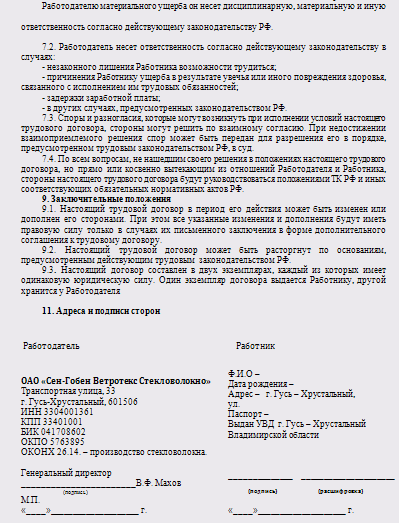 Работодателю материального ущерба он несет дисциплинарную, материальную и иную
ответственность согласно действующему законодательству РФ.
7.2. Работодатель несет ответственность согласно действующему законодательству в
случаях:
- незаконного лишения Работника возможности трудиться;
- причинения Работнику ущерба в результате увечья или иного повреждения здоровья,
связанного с исполнением им трудовых обязанностей;
- задержки заработной платы;
- в других случаях, предусмотренных законодательством РФ.
7.3. Споры и разногласия, которые могут возникнуть при исполнении условий настоящего
трудового договора, стороны могут решить по взаимному согласию. При недостижении
взаимоприемлемого решения спор может быть передан для разрешения его в порядке,
предусмотренном трудовым законодательством РФ, в суд.
7.4. По всем вопросам, не нашедшим своего решения в положениях настоящего трудового
договора, но прямо или косвенно вытекающим из отношений Работодателя и Работника,
стороны настоящего трудового договора будут руководствоваться положениями ТК РФ и иных
соответствующих обязательных нормативных актов РФ.
9. Заключительные положения
9.1. Настоящий трудовой договор в период его действия может быть изменен или
дополнен его сторонами. При этом все указанные изменения и дополнения будут иметь
правовую силу только в случаях их письменного заключения в форме дополнительного
соглашения к трудовому договору.
9.2. Настоящий трудовой договор может быть расторгнут по основаниям,
предусмотренным действующим трудовым законодательством РФ.
9.3. Настоящий договор составлен в двух экземплярах, каждый из которых имеет
одинаковую юридическую силу. Один экземпляр договора выдается Работнику, другой
хранится у Работодателя
11. Адреса и подписи сторон
Работодатель
ОАО «Сен-Гобен Ветротекс Стекловолокно»
Транспортная улица, 33
г. Гусь-Хрустальный, 601506
ИНН 3304001361
КПП 33401001
БИК 041708602
ОКПО 5763895
ОКОНХ 26.14. – производство стекловолокна.
Генеральный директор
_______________________В.Ф. Махов
(подпись)
М.П.
«____»__________________ г.
Работник
Ф.И.О –
Дата рождения –
Адрес – г. Гусь – Хрустальный,
ул.
Паспорт –
Выдан УВД г. Гусь – Хрустальный
Владимирской области
_____________ ___________________
(подпись) (расшифровка)
«____»__________________ г.